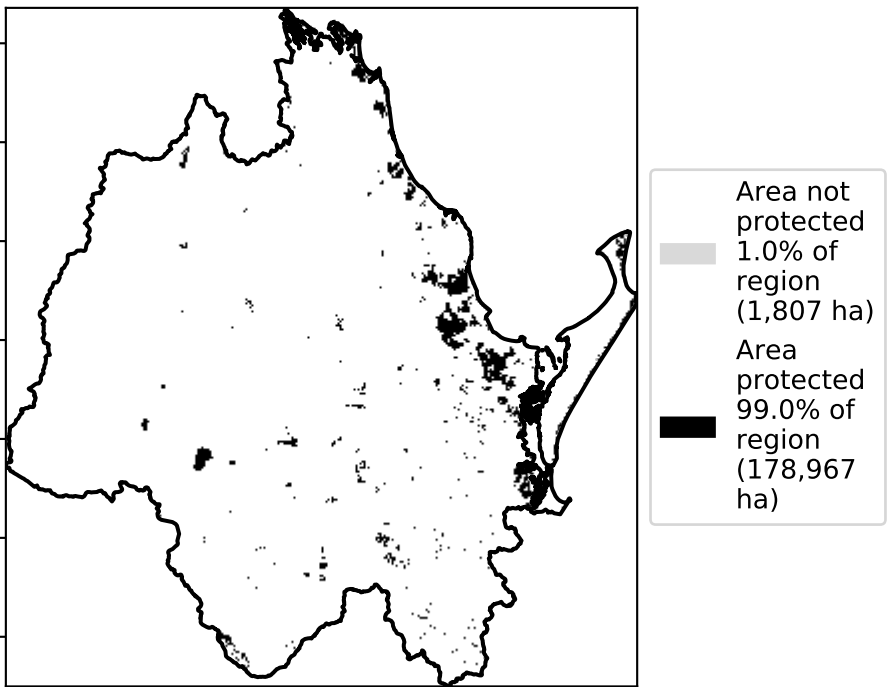 Area not
protected
1.0% of
region
(1,807 ha)
Area
protected
99.0% of
region
(178,967
ha)